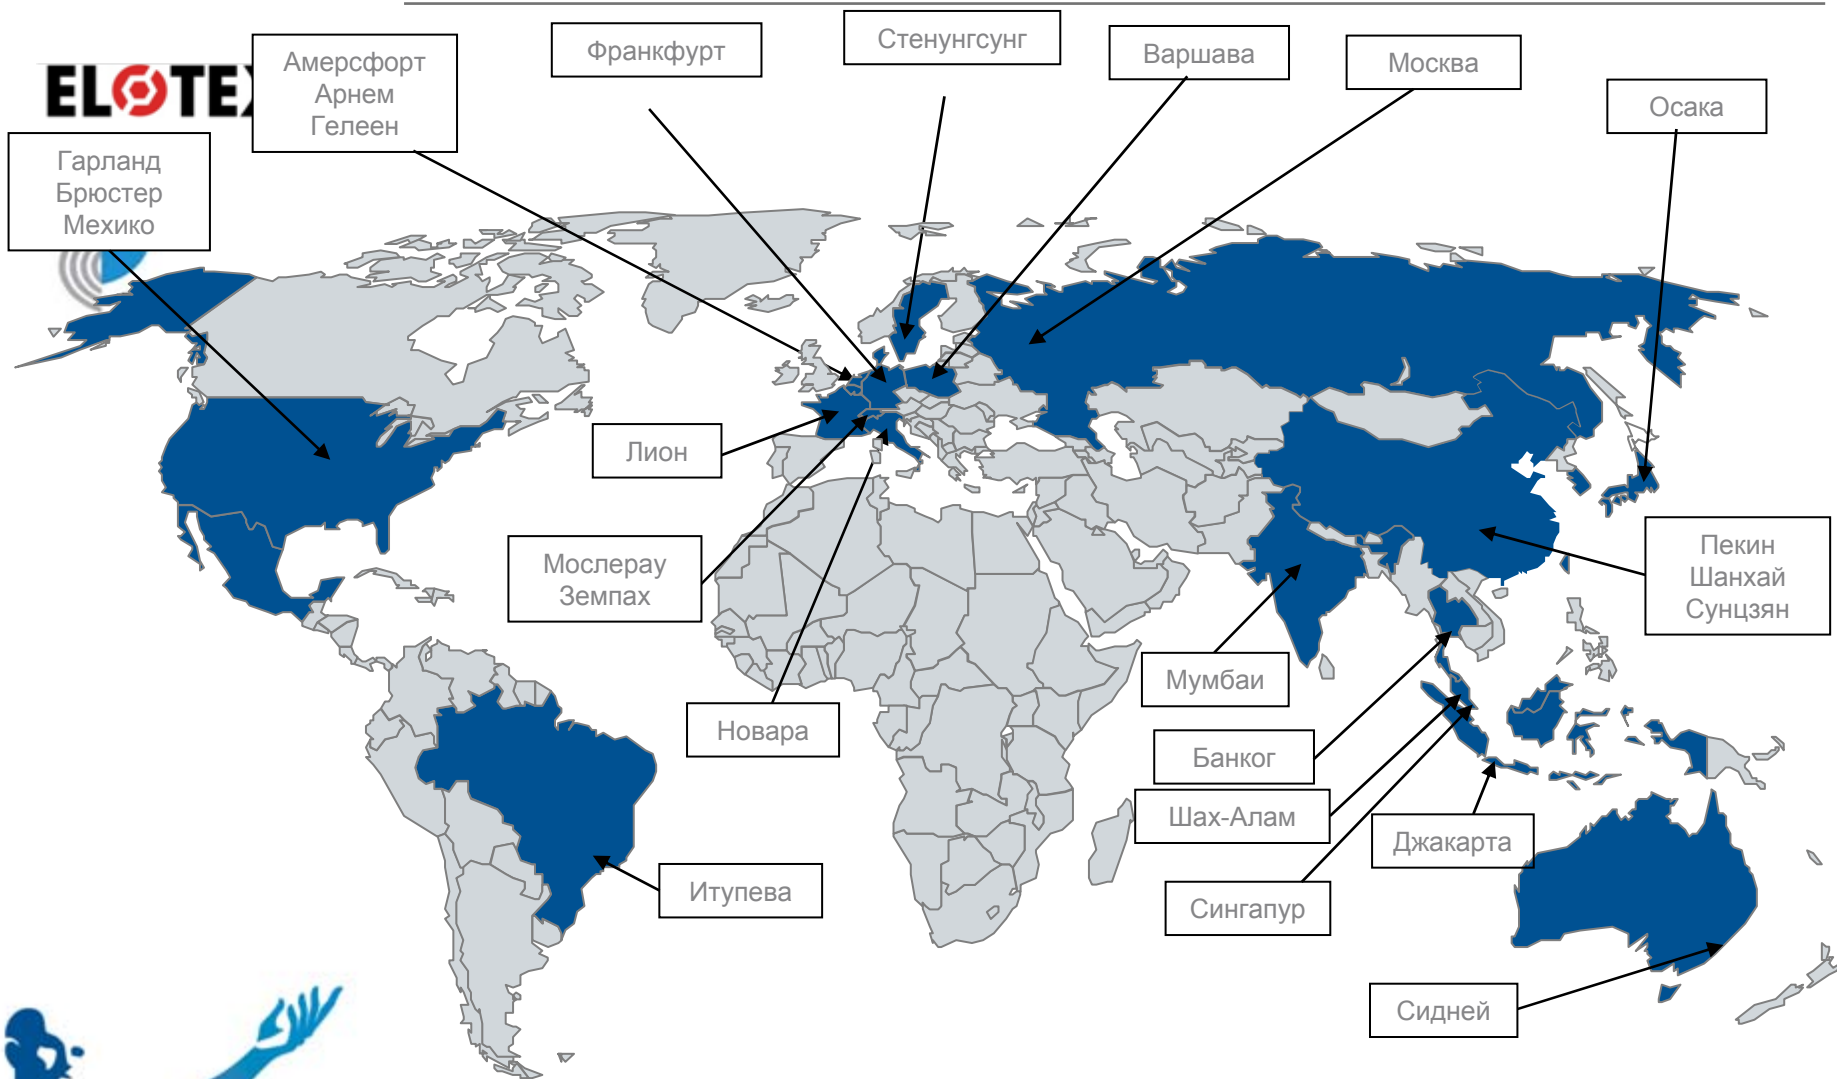 ELOTEX
Амерсфорт
Арнем
Гелеен
Франкфурт
Стенунгсунг
Варшава
Москва
Осака
Гарланд
Брюстер
Мехико
Лион
Мослерау
Земпах
Новара
Пекин
Шанхай
Сунцзян
Мумбаи
Банког
Шах-Алам
Джакарта
Сингапур
Итупева
Сидней